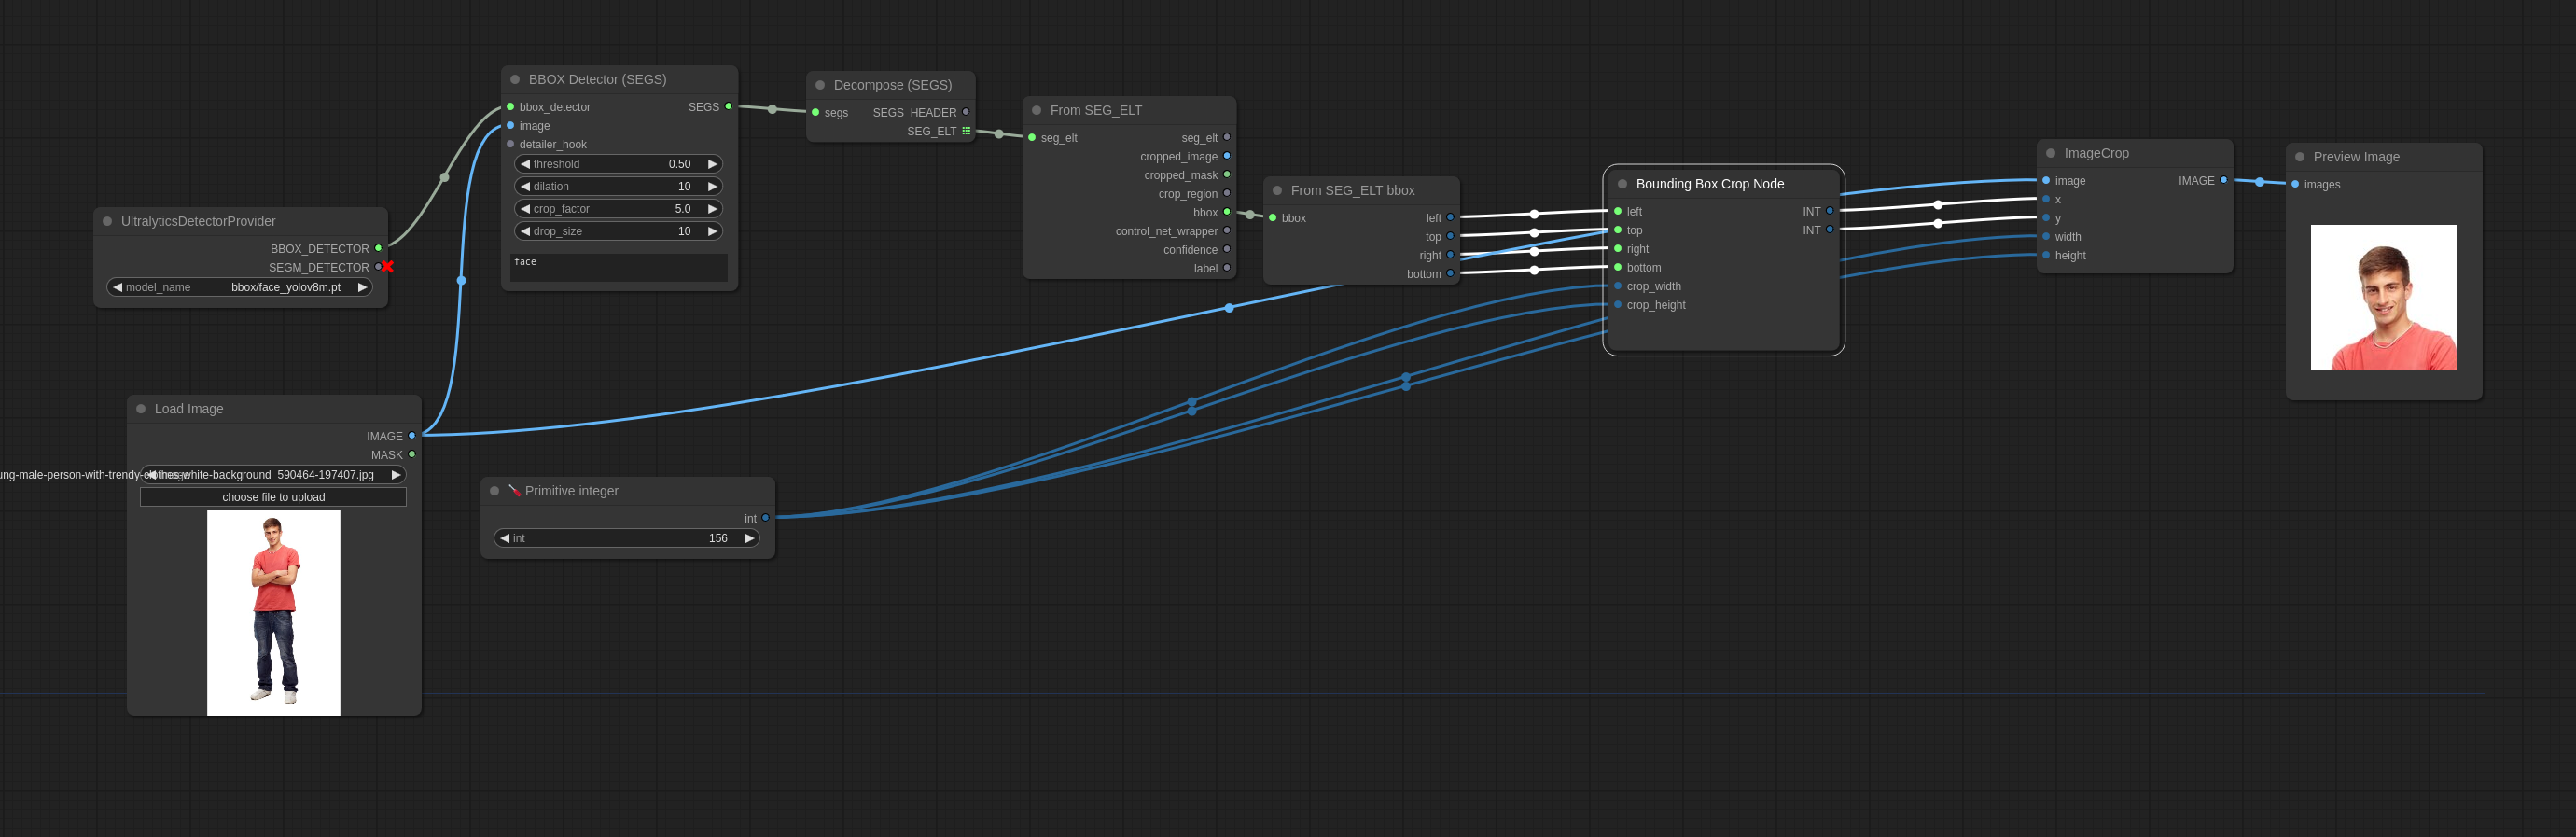 UltralyticsDetectorProvider
BBOX_DETECTOR
SEGM_DETECTOR
model_name bbox/face_yolov8m.pt
Load Image
IMAGE
MASK
ung-male-person-with-trendy-clothes-white-background_590464-197407.jpg
choose file to upload
BBOX Detector (SEGS)
bbox_detector SEGS
image
detailer_hook
threshold 0.50
dilation 10
crop_factor 5.0
drop_size 10
face
Primitive integer
int
int 156
Decompose (SEGS)
segs SEGS_HEADER
SEG_ELT
From SEG_ELT
seg_elt seg_elt
cropped_image
cropped_mask
crop_region
bbox
control_net_wrapper
confidence
label
From SEG_ELT bbox
bbox left
top
right
bottom
Bounding Box Crop Node
left INT
top INT
right
bottom
crop_width
crop_height
ImageCrop
image IMAGE
x
y
width
height
Preview Image
images